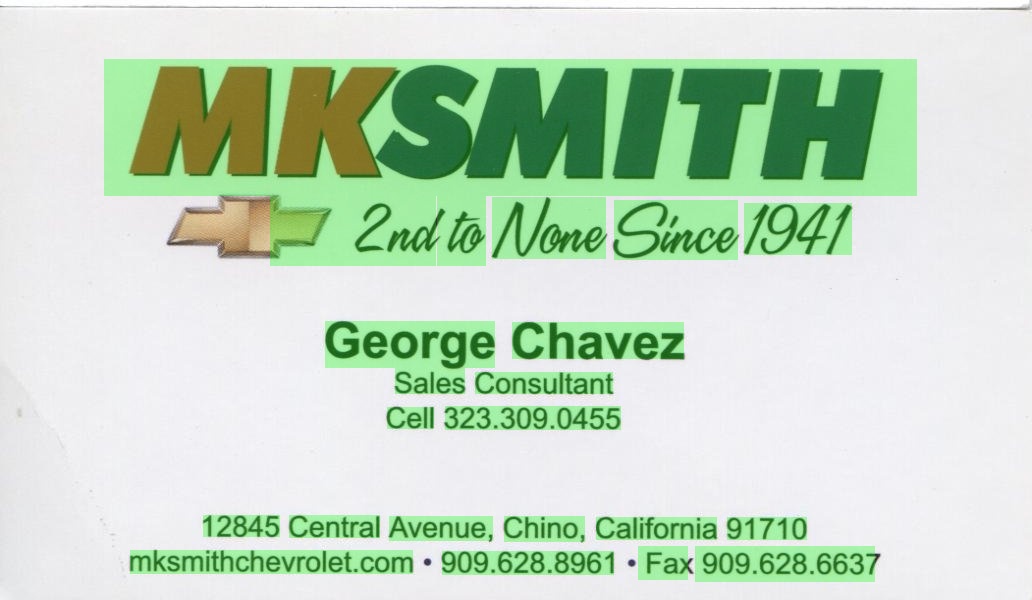 MKSMITH
2nd to None Since 1941
George Chavez
Sales Consultant
Cell 323.309.0455
12845 Central Avenue, Chino, California 91710
mksmithchevrolet.com • 909.628.8961 • Fax 909.628.6637